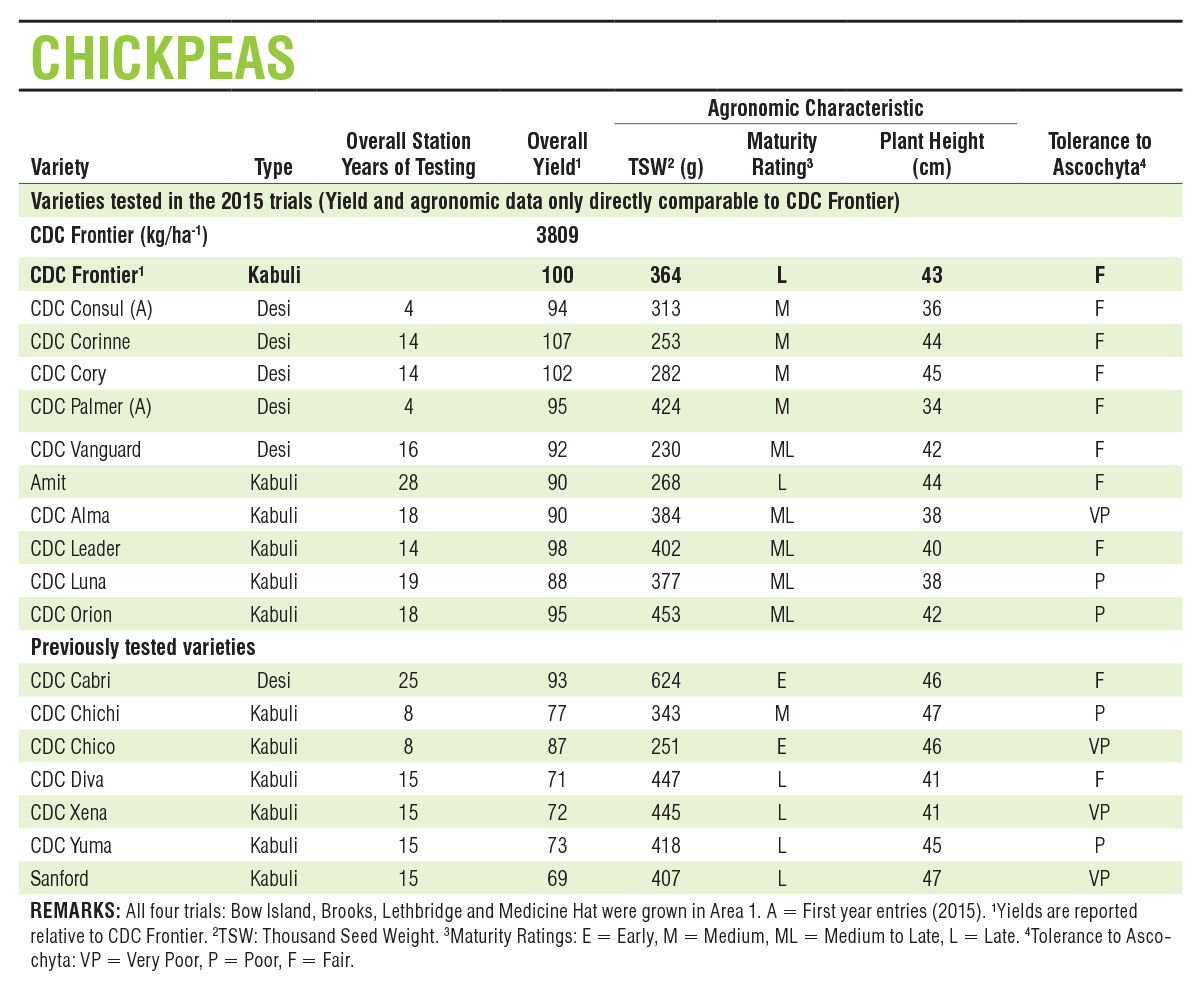 CHICKPEAS
Agronomic Characteristic
Overall Station Overall Maturity Plant Height Tolerance to
Variety Type Years of Testing Yield¹ TSW² (g) Rating³ (cm) Ascochyta⁴
Varieties tested in the 2015 trials (Yield and agronomic data only directly comparable to CDC Frontier)
CDC Frontier (kg/ha⁻¹) 3809
CDC Frontier¹ Kabuli 100 364 L 43 F
CDC Consul (A) Desi 4 94 313 M 36 F
CDC Corinne Desi 14 107 253 M 44 F
CDC Cory Desi 14 102 282 M 45 F
CDC Palmer (A) Desi 4 95 424 M 34 F
CDC Vanguard Desi 16 92 230 ML 42 F
Amit Kabuli 28 90 268 L 44 F
CDC Alma Kabuli 18 90 384 ML 38 VP
CDC Leader Kabuli 14 98 402 ML 40 F
CDC Luna Kabuli 19 88 377 ML 38 P
CDC Orion Kabuli 18 95 453 ML 42 P
Previously tested varieties
CDC Cabri Desi 25 93 624 E 46 F
CDC Chichi Kabuli 8 77 343 M 47 P
CDC Chico Kabuli 8 87 251 E 46 VP
CDC Diva Kabuli 15 71 447 L 41 F
CDC Xena Kabuli 15 72 445 L 41 VP
CDC Yuma Kabuli 15 73 418 L 45 P
Sanford Kabuli 15 69 407 L 47 VP
REMARKS: All four trials: Bow Island, Brooks, Lethbridge and Medicine Hat were grown in Area 1. A = First year entries (2015). ¹Yields are reported
relative to CDC Frontier. ²TSW: Thousand Seed Weight. ³Maturity Ratings: E = Early, M = Medium, ML = Medium to Late, L = Late. ⁴Tolerance to Asco-
chyta: VP = Very Poor, P = Poor, F = Fair.